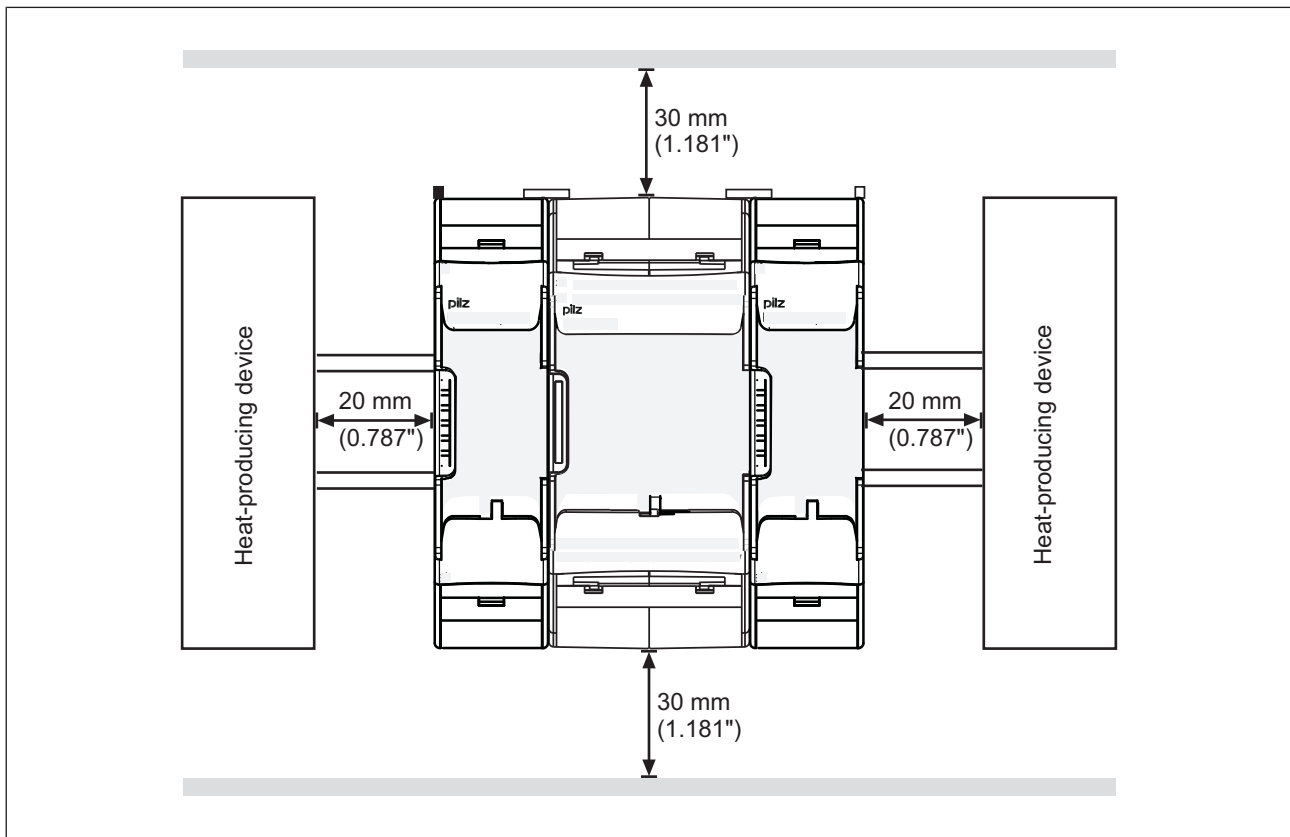 30 mm
(1.181")
pilz
pilz
pilz
Heat-producing device
20 mm
(0.787")
20 mm
(0.787")
Heat-producing device
30 mm
(1.181")